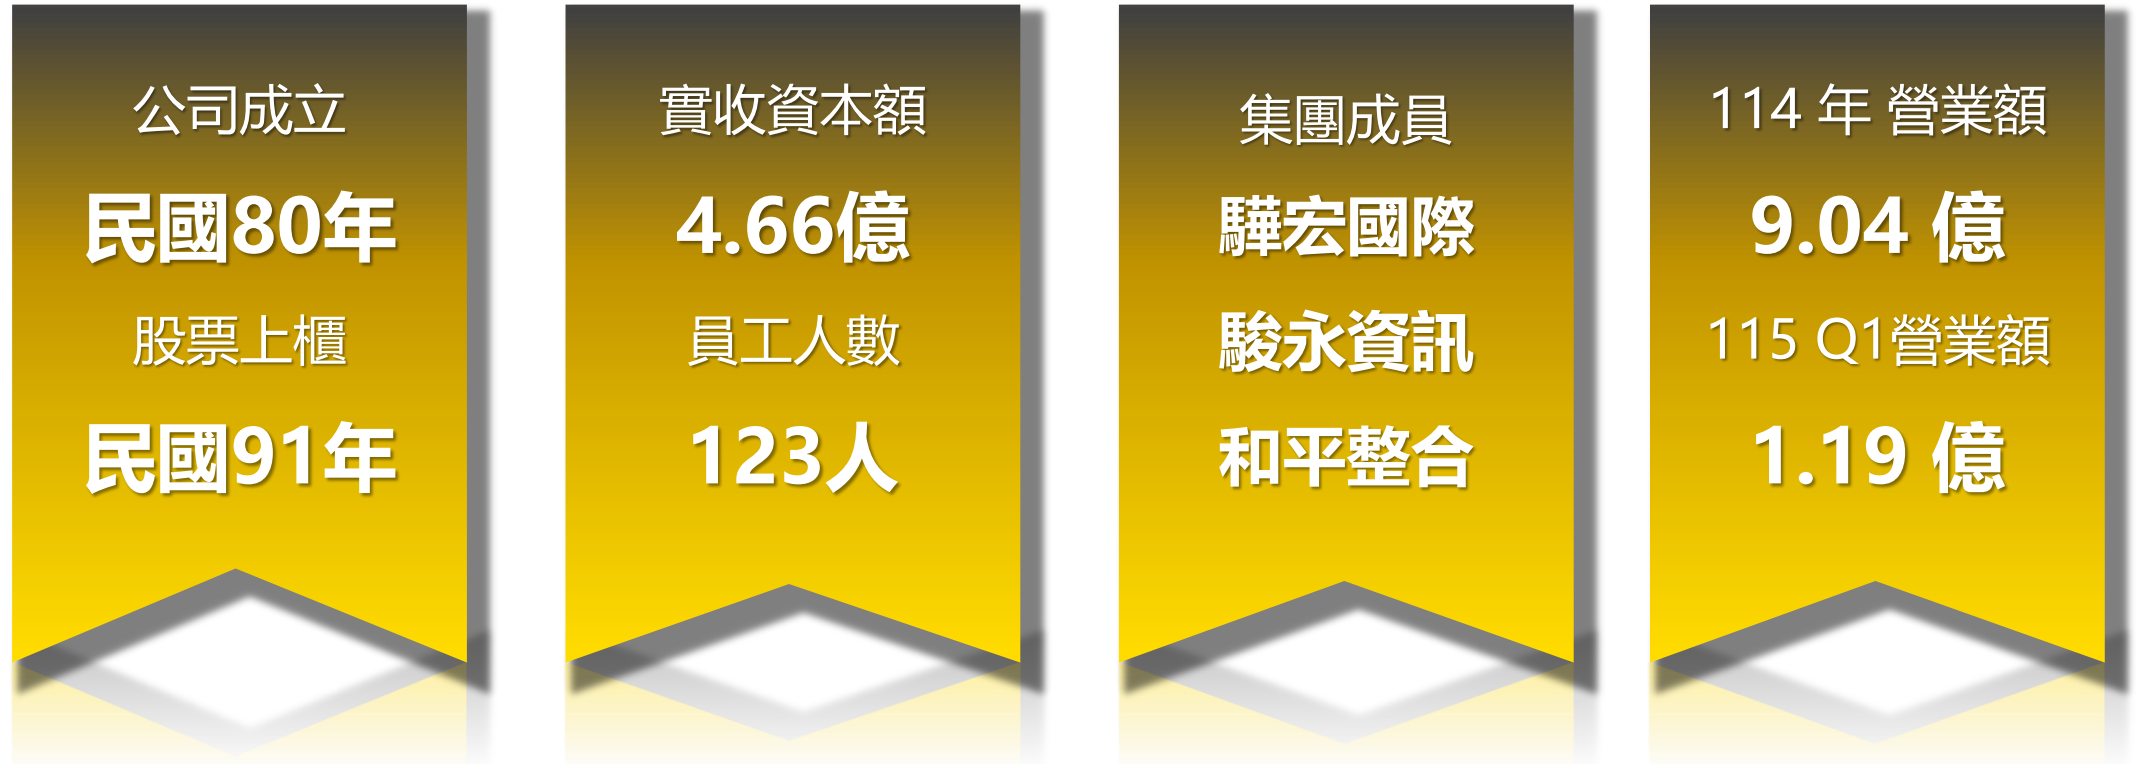 公司成立
民國80年
股票上櫃
民國91年
實收資本額
4.66億
員工人數
123人
集團成員
驊宏國際
駿永資訊
和平整合
114 年 營業額
9.04 億
115 Q1營業額
1.19 億